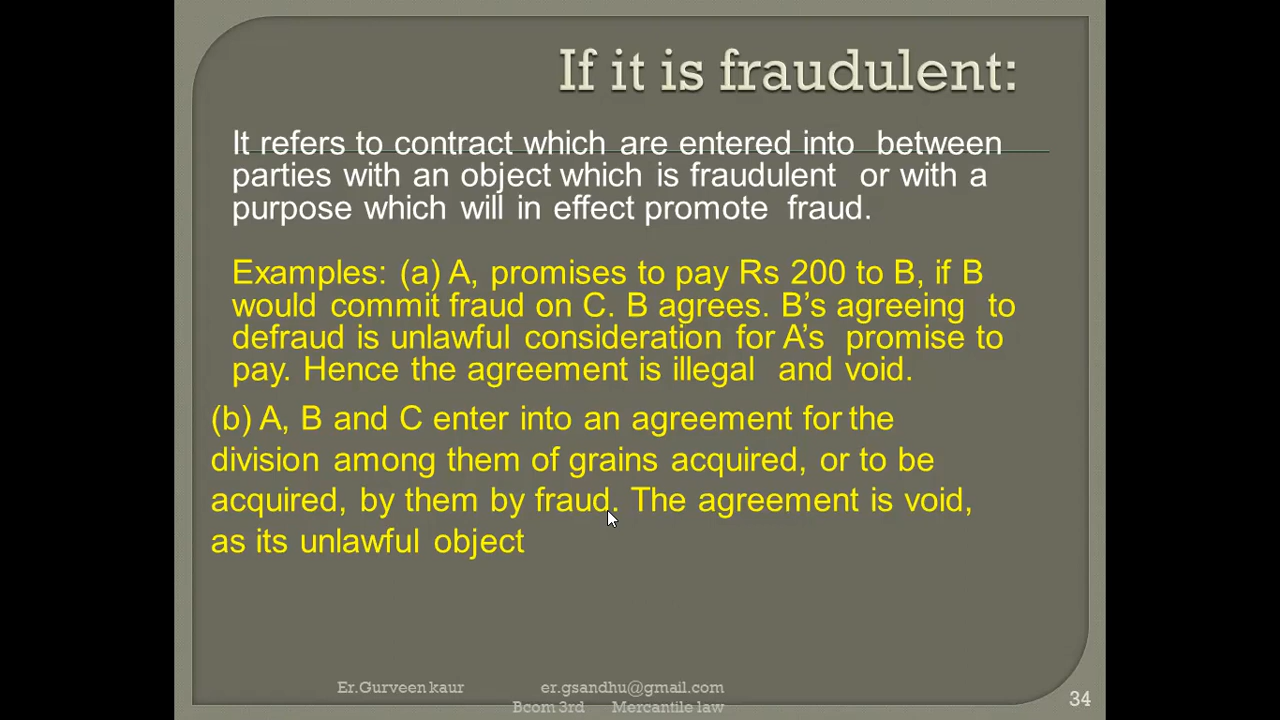 If it is fraudulent:
It refers to contract which are entered into between
parties with an object which is fraudulent or with a
purpose which will in effect promote fraud.
Examples: (a) A, promises to pay Rs 200 to B, if B
would commit fraud on C. B agrees. B’s agreeing to
defraud is unlawful consideration for A’s promise to
pay. Hence the agreement is illegal and void.
(b) A, B and C enter into an agreement for the
division among them of grains acquired, or to be
acquired, by them by fraud. The agreement is void,
as its unlawful object
Er.Gurveen kaur er.gsandhu@gmail.com
Bcom 3rd Mercantile law
34